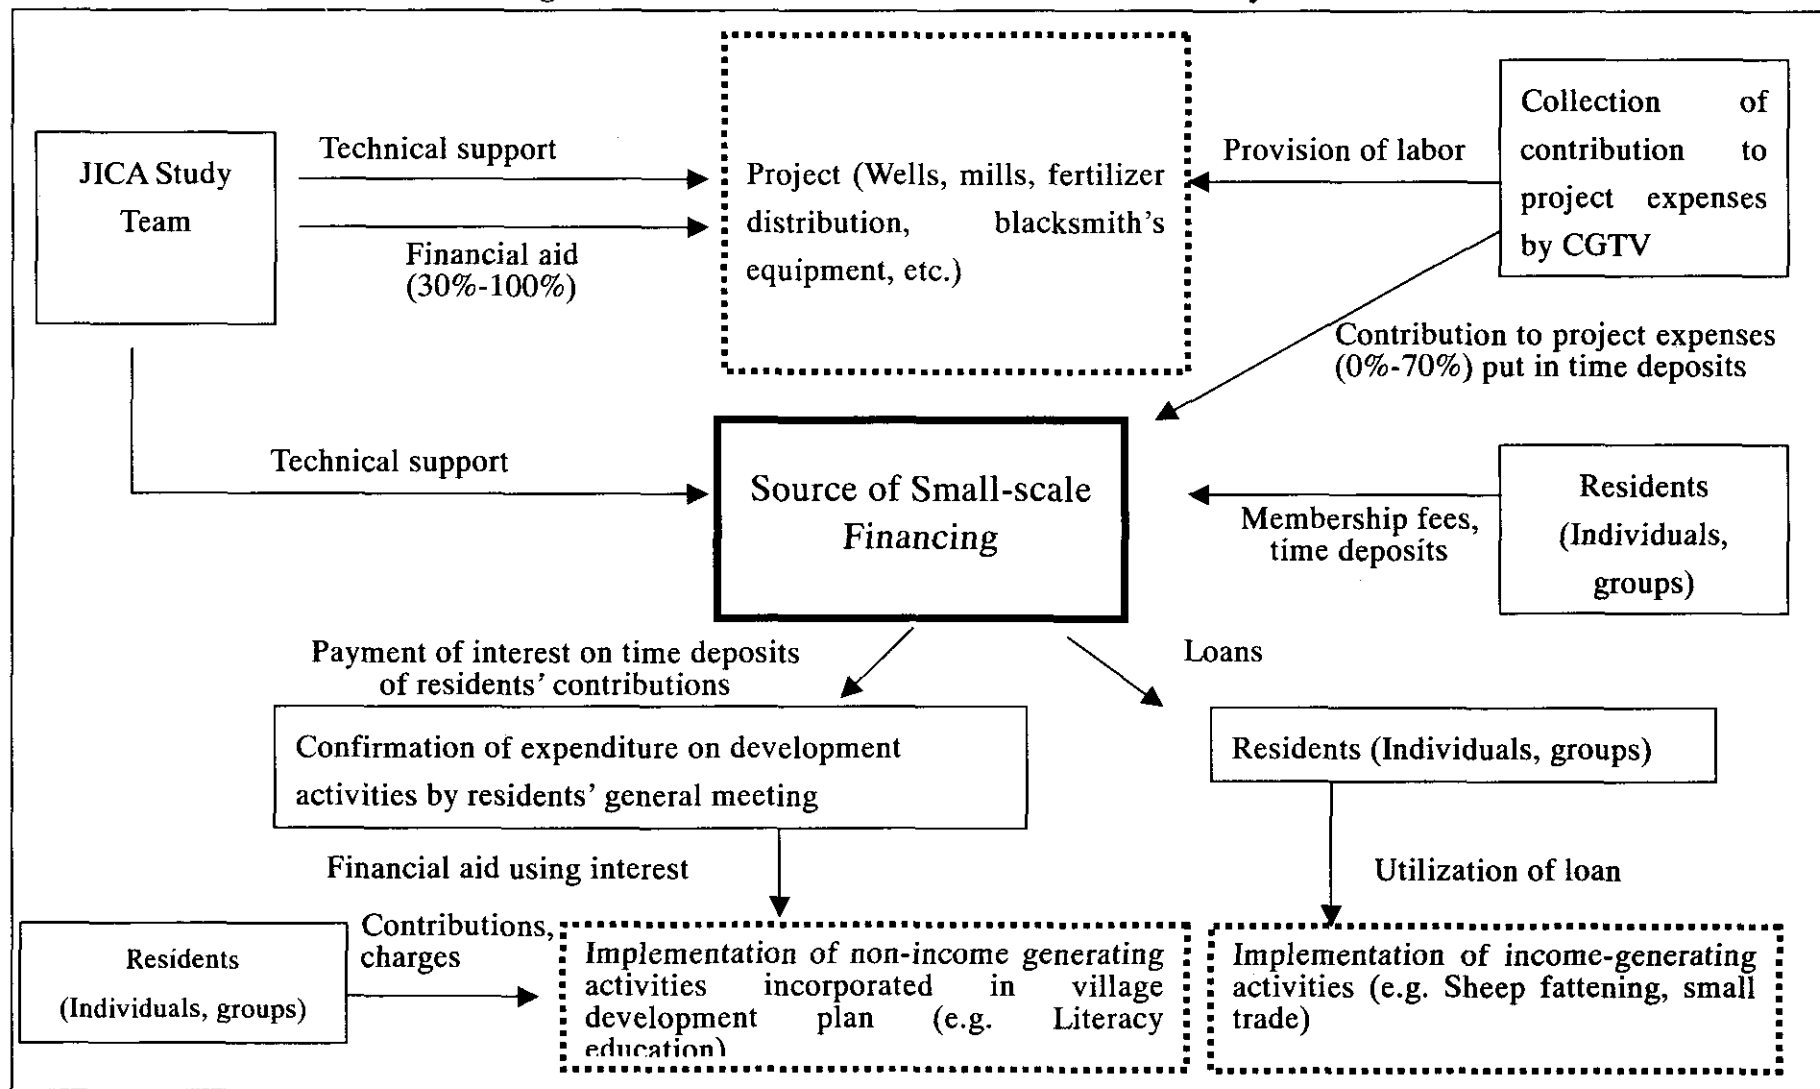 JICA Study
Team
Technical support
Financial aid
(30%-100%)
Project (Wells, mills, fertilizer
distribution, blacksmith's
equipment, etc.)
Provision of labor
Collection of
contribution to
project expenses
by CGTV
Contribution to project expenses
(0%-70%) put in time deposits
Technical support
Source of Small-scale
Financing
Membership fees,
time deposits
Residents
(Individuals,
groups)
Payment of interest on time deposits
of residents' contributions
Loans
Confirmation of expenditure on development
activities by residents' general meeting
Residents (Individuals, groups)
Financial aid using interest
Utilization of loan
Residents
(Individuals, groups)
Contributions,
charges
Implementation of non-income generating
activities incorporated in village
development plan (e.g. Literacy
education)
Implementation of income-generating
activities (e.g. Sheep fattening, small
trade)